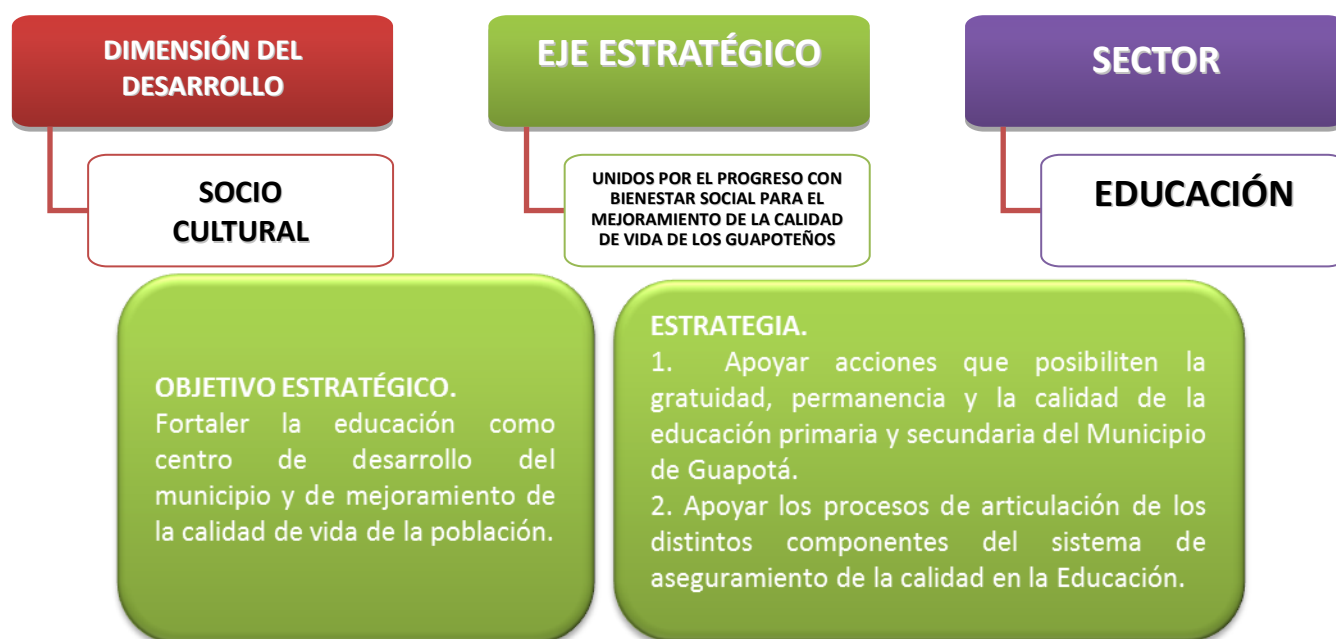 DIMENSIÓN DEL
DESARROLLO
SOCIO
CULTURAL
EJE ESTRATÉGICO
UNIDOS POR EL PROGRESO CON
BIENESTAR SOCIAL PARA EL
MEJORAMIENTO DE LA CALIDAD
DE VIDA DE LOS GUAPOTEÑOS
SECTOR
EDUCACIÓN
OBJETIVO ESTRATÉGICO.
Fortaler la educación como
centro de desarrollo del
municipio y de mejoramiento de
la calidad de vida de la población.
ESTRATEGIA.
1. Apoyar acciones que posibiliten la
gratuidad, permanencia y la calidad de la
educación primaria y secundaria del Municipio
de Guapotá.
2. Apoyar los procesos de articulación de los
distintos componentes del sistema de
aseguramiento de la calidad en la Educación.